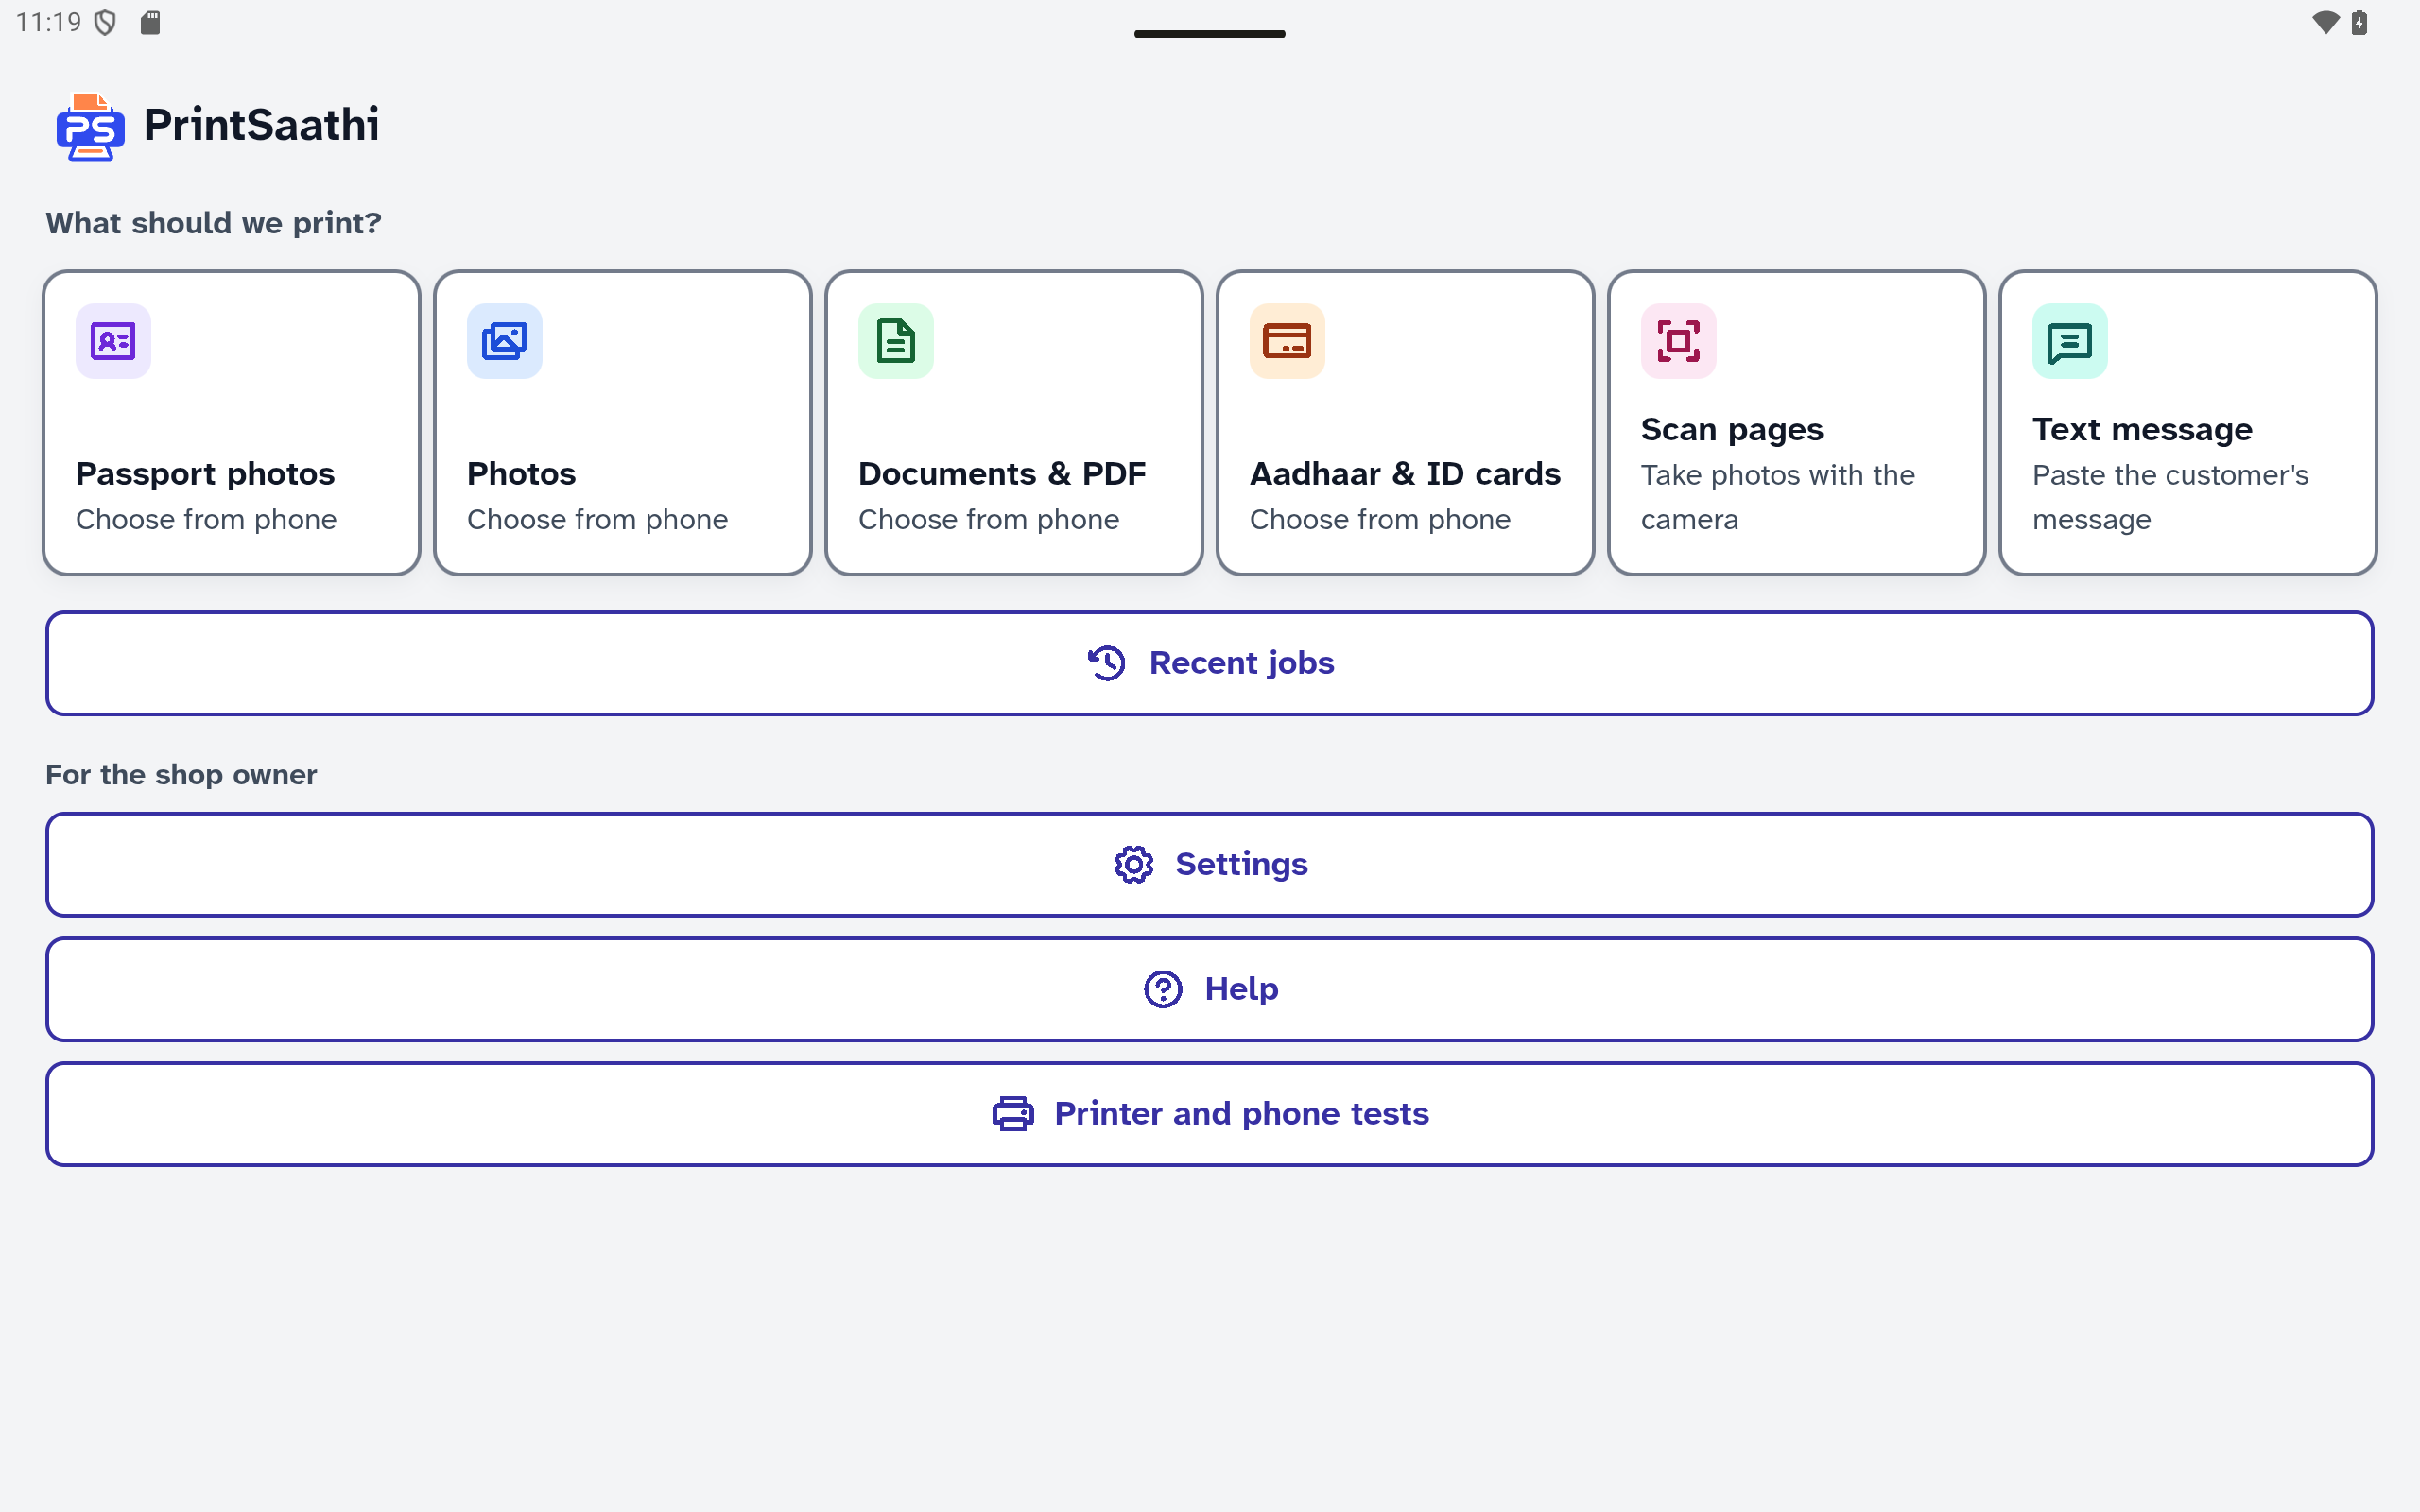 11:19
PS
PrintSaathi
What should we print?
Passport photos
Choose from phone
Photos
Choose from phone
Documents & PDF
Choose from phone
Aadhaar & ID cards
Choose from phone
Scan pages
Take photos with the
camera
Text message
Paste the customer's
message
Recent jobs
For the shop owner
Settings
Help
Printer and phone tests